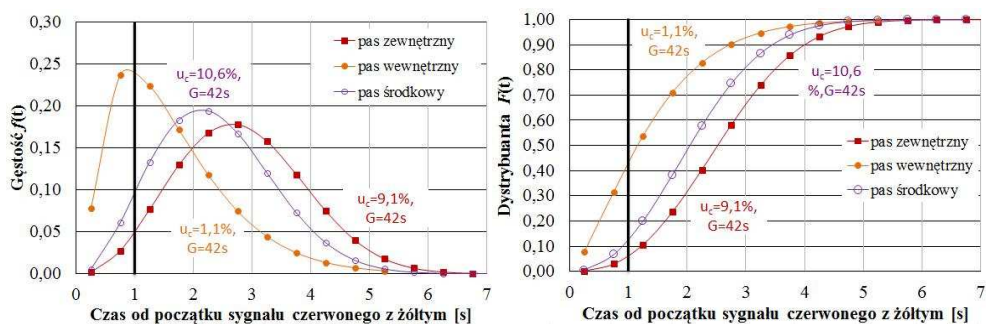 0,30
0,25
0,20
0,15
0,10
0,05
0,00
Gęstość f(t)
pas zewnętrzny
pas wewnętrzny
pas środkowy
uc=10,6%,
G=42s
uc=9,1%,
G=42s
uc=1,1%,
G=42s
0 1 2 3 4 5 6 7
Czas od początku sygnału czerwonego z żółtym [s]
1,00
0,90
0,80
0,70
0,60
0,50
0,40
0,30
0,20
0,10
0,00
Dystrybuanta F(t)
uc=1,1%,
G=42s
uc=10,6
%,G=42s
pas zewnętrzny
pas wewnętrzny
pas środkowy
uc=9,1%,
G=42s
0 1 2 3 4 5 6 7
Czas od początku sygnału czerwonego z żółtym [s]